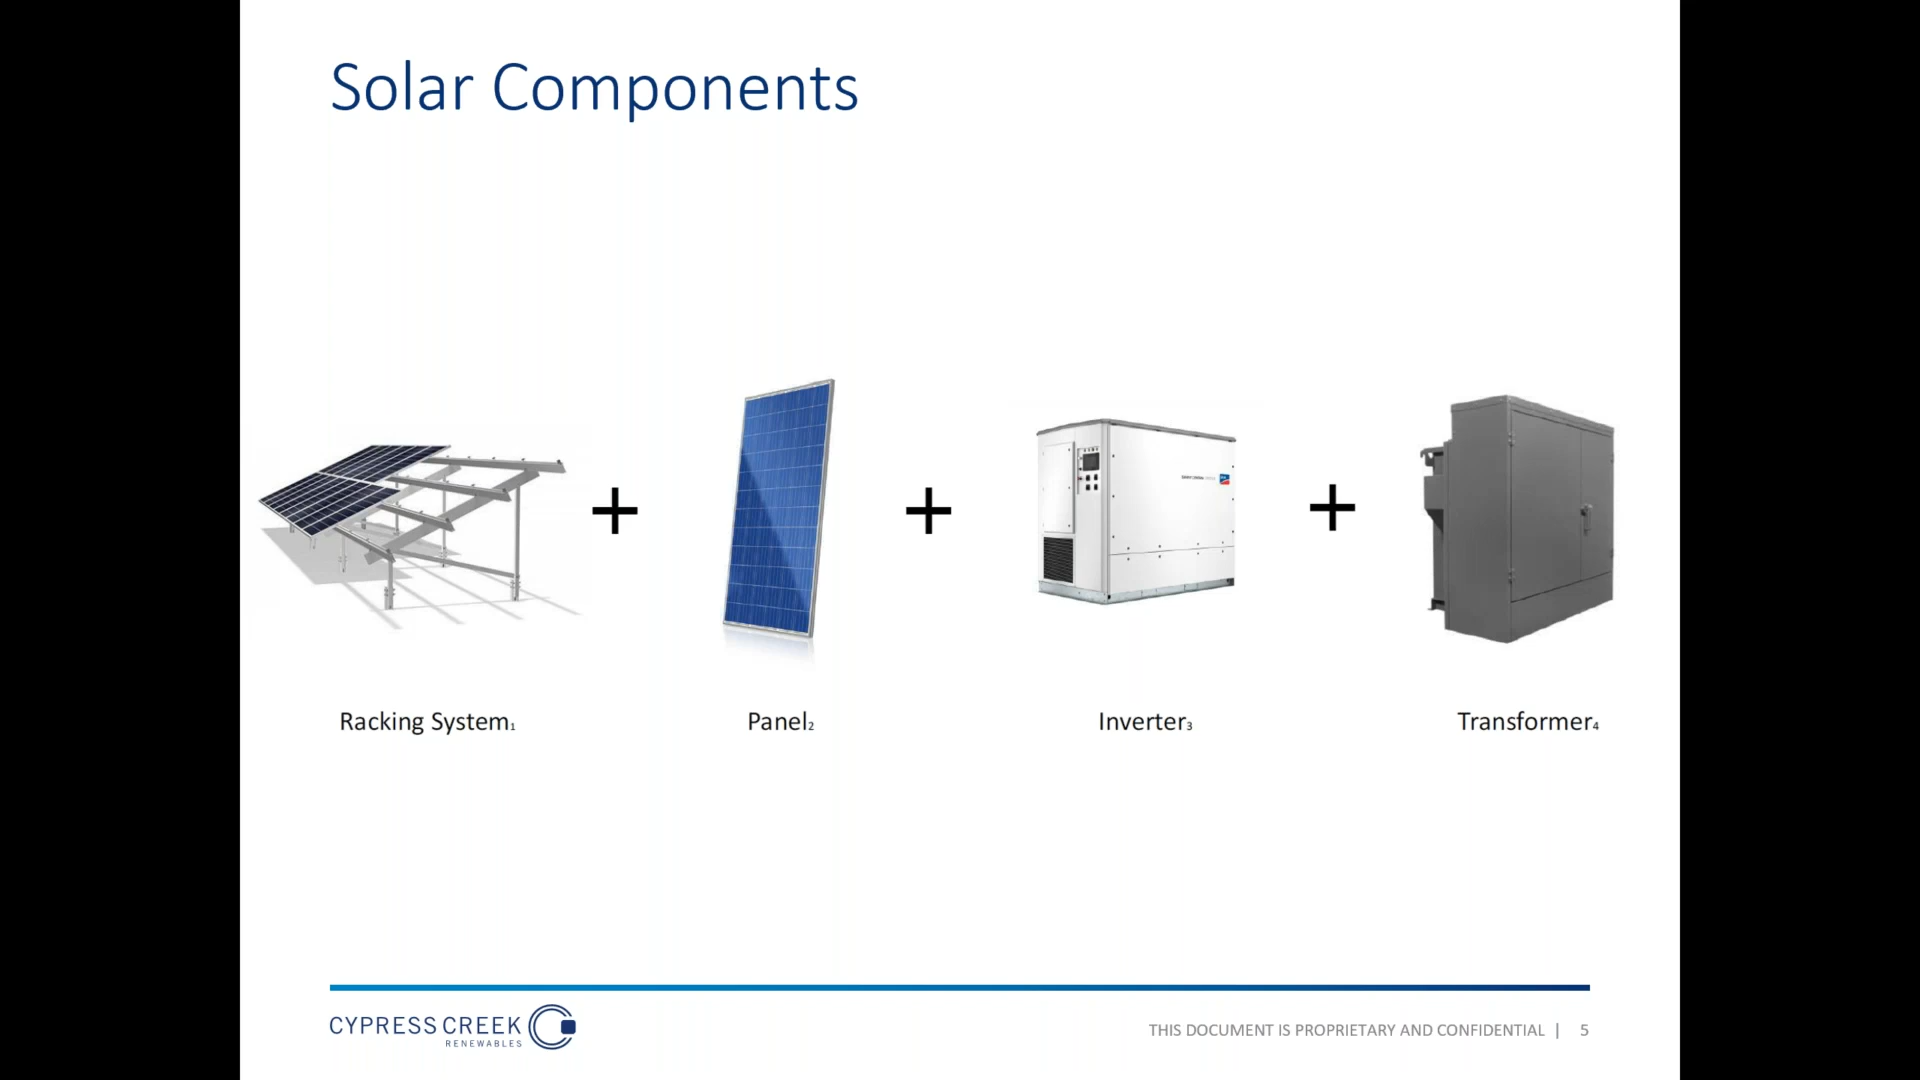 Solar Components
Racking System1
Panel2
Inverter3
Transformer4
CYPRESS CREEK
RENEWABLES
THIS DOCUMENT IS PROPRIETARY AND CONFIDENTIAL | 5